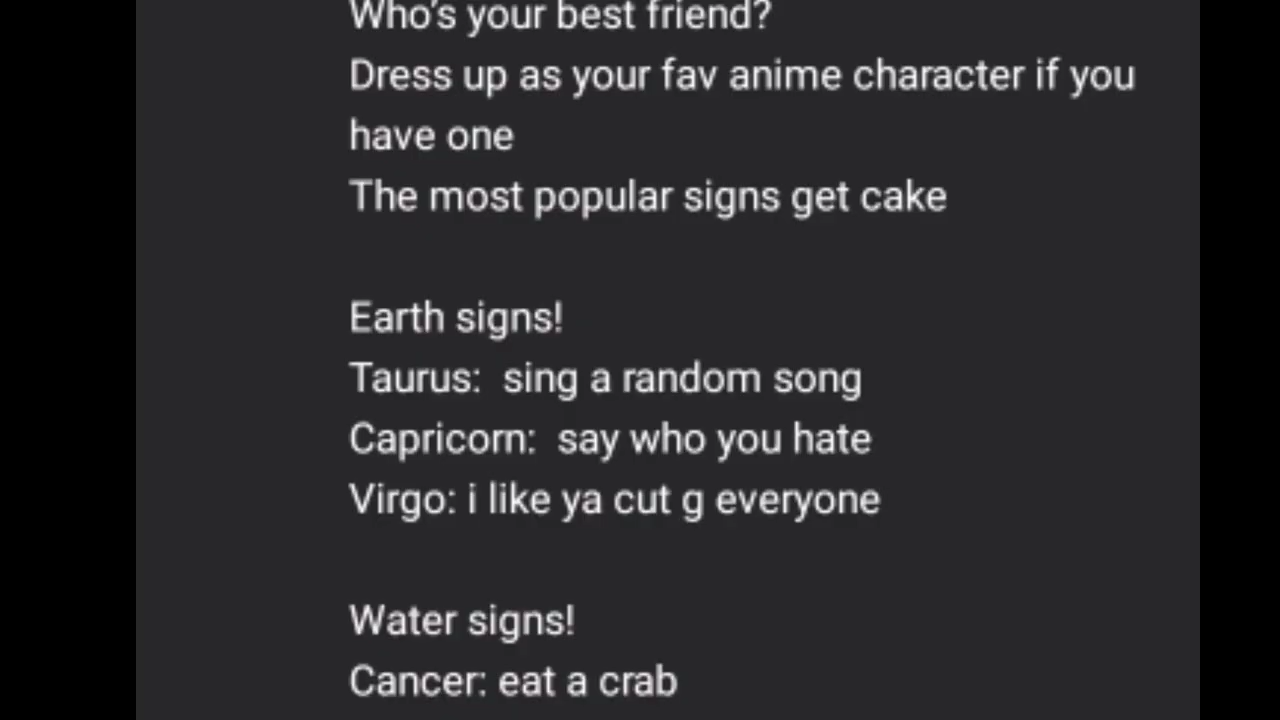 Who's your best friend?
Dress up as your fav anime character if you
have one
The most popular signs get cake
Earth signs!
Taurus:  sing a random song
Capricorn:  say who you hate
Virgo: i like ya cut g everyone
Water signs!
Cancer: eat a crab